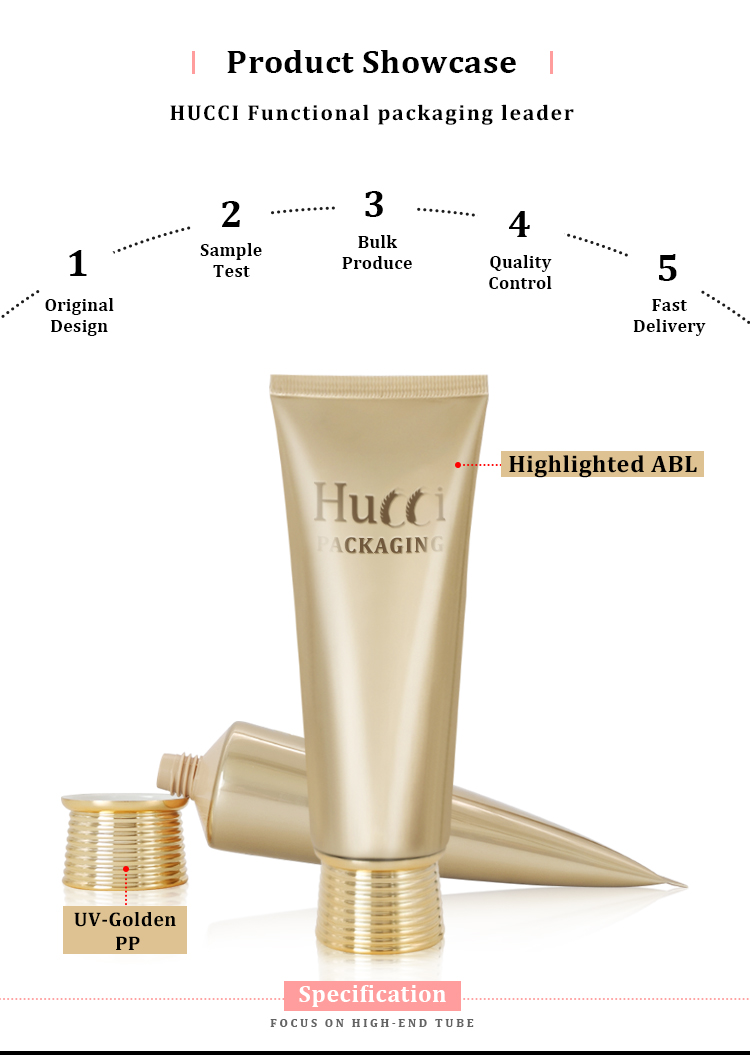 Product Showcase
HUCCI Functional packaging leader
1
Original
Design
2
Sample
Test
3
Bulk
Produce
4
Quality
Control
5
Fast
Delivery
Highlighted ABL
Hucci
PACKAGING
UV-Golden
PP
Specification
FOCUS ON HIGH-END TUBE